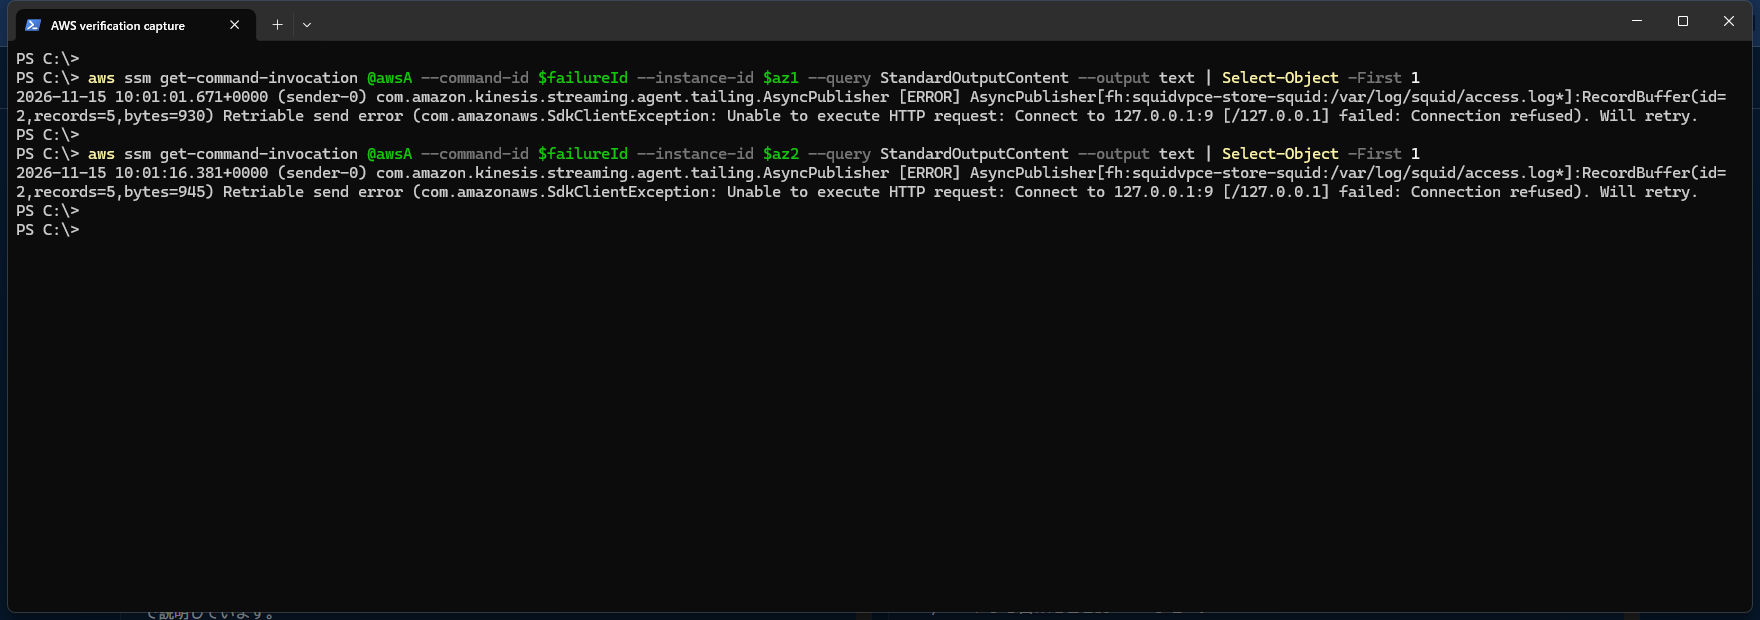 AWS verification capture
PS C:\>
PS C:\> aws ssm get-command-invocation @awsA --command-id $failureId --instance-id $az1 --query StandardOutputContent --output text | Select-Object -First 1
2026-11-15 10:01:01.671+0000 (sender-0) com.amazon.kinesis.streaming.agent.tailing.AsyncPublisher [ERROR] AsyncPublisher[fh:squidvpce-store-squid:/var/log/squid/access.log*]:RecordBuffer(id=
2,records=5,bytes=930) Retriable send error (com.amazonaws.SdkClientException: Unable to execute HTTP request: Connect to 127.0.0.1:9 [/127.0.0.1] failed: Connection refused). Will retry.
PS C:\>
PS C:\> aws ssm get-command-invocation @awsA --command-id $failureId --instance-id $az2 --query StandardOutputContent --output text | Select-Object -First 1
2026-11-15 10:01:16.381+0000 (sender-0) com.amazon.kinesis.streaming.agent.tailing.AsyncPublisher [ERROR] AsyncPublisher[fh:squidvpce-store-squid:/var/log/squid/access.log*]:RecordBuffer(id=
2,records=5,bytes=945) Retriable send error (com.amazonaws.SdkClientException: Unable to execute HTTP request: Connect to 127.0.0.1:9 [/127.0.0.1] failed: Connection refused). Will retry.
PS C:\>
PS C:\>
で説明しています。